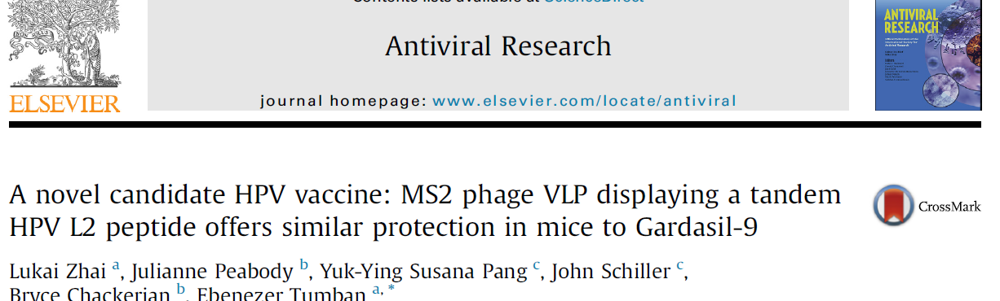 Contents lists available at ScienceDirect
Antiviral Research
journal homepage: www.elsevier.com/locate/antiviral
ELSEVIER
ANTIVIRAL
RESEARCH
A novel candidate HPV vaccine: MS2 phage VLP displaying a tandem
HPV L2 peptide offers similar protection in mice to Gardasil-9
CrossMark
Lukai Zhai a, Julianne Peabody b, Yuk-Ying Susana Pang c, John Schiller c,
Bryce Chackerian b, Ebenezer Tumban a, *